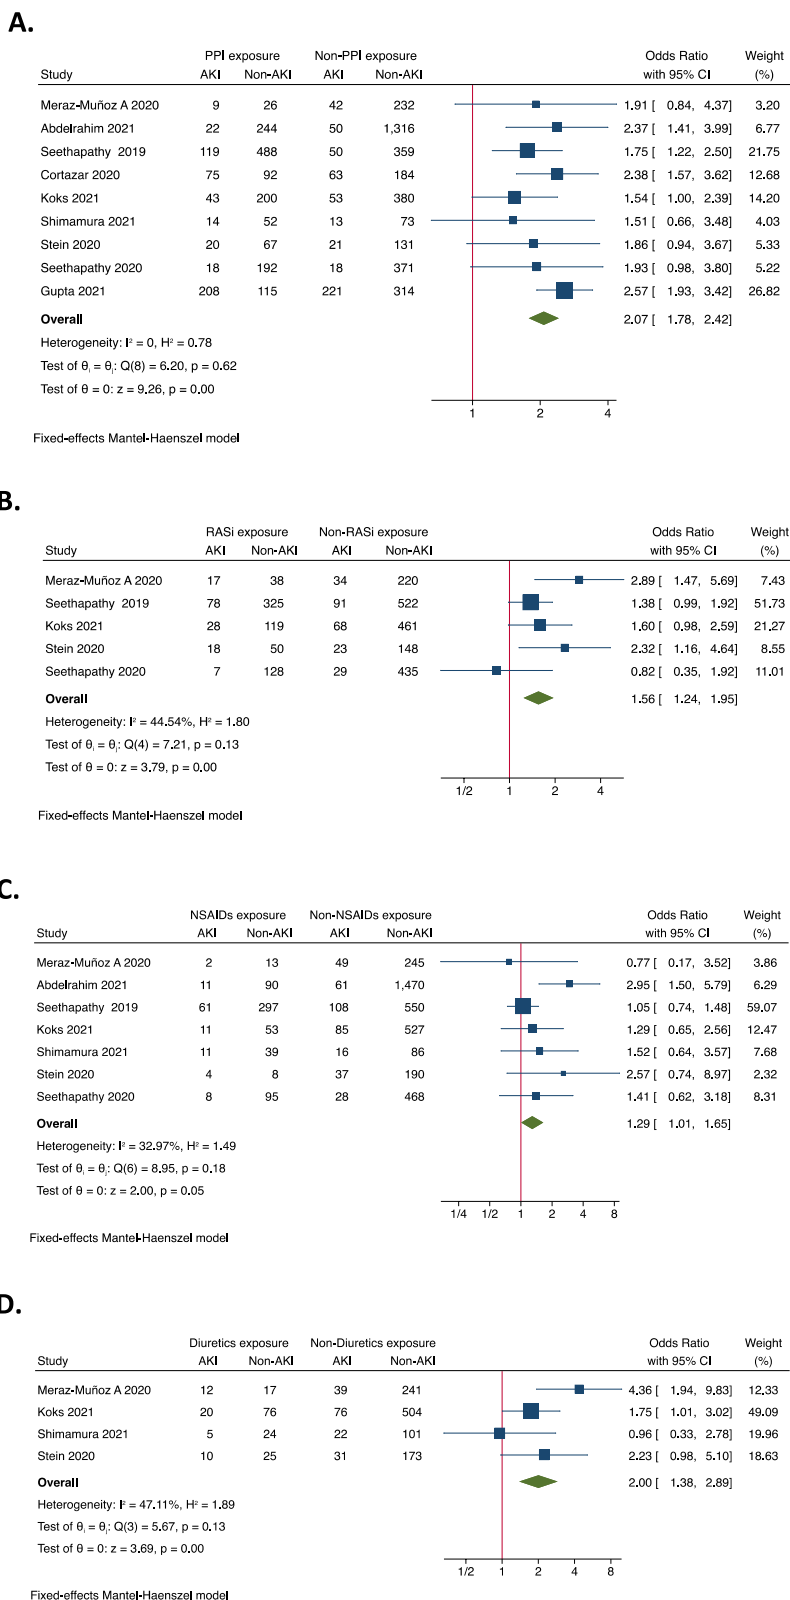 A.
PPI exposure Non-PPI exposure Odds Ratio Weight
Study AKI Non-AKI AKI Non-AKI with 95% CI (%)
Meraz-Muñoz A 2020 9 26 42 232 1.91 [ 0.84, 4.37] 3.20
Abdelrahim 2021 22 244 50 1,316 2.37 [ 1.41, 3.99] 6.77
Seethapathy 2019 119 488 50 359 1.75 [ 1.22, 2.50] 21.75
Cortazar 2020 75 92 63 184 2.38 [ 1.57, 3.62] 12.68
Koks 2021 43 200 53 380 1.54 [ 1.00, 2.39] 14.20
Shimamura 2021 14 52 13 73 1.51 [ 0.66, 3.48] 4.03
Stein 2020 20 67 21 131 1.86 [ 0.94, 3.67] 5.33
Seethapathy 2020 18 192 18 371 1.93 [ 0.98, 3.80] 5.22
Gupta 2021 208 115 221 314 2.57 [ 1.93, 3.42] 26.82
Overall 2.07 [ 1.78, 2.42]
Heterogeneity: I² = 0, H² = 0.78
Test of θᵢ = θⱼ: Q(8) = 6.20, p = 0.62
Test of θ = 0: z = 9.26, p = 0.00
1 2 4
Fixed-effects Mantel-Haenszel model
B.
RASi exposure Non-RASi exposure Odds Ratio Weight
Study AKI Non-AKI AKI Non-AKI with 95% CI (%)
Meraz-Muñoz A 2020 17 38 34 220 2.89 [ 1.47, 5.69] 7.43
Seethapathy 2019 78 325 91 522 1.38 [ 0.99, 1.92] 51.73
Koks 2021 28 119 68 461 1.60 [ 0.98, 2.59] 21.27
Stein 2020 18 50 23 148 2.32 [ 1.16, 4.64] 8.55
Seethapathy 2020 7 128 29 435 0.82 [ 0.35, 1.92] 11.01
Overall 1.56 [ 1.24, 1.95]
Heterogeneity: I² = 44.54%, H² = 1.80
Test of θᵢ = θⱼ: Q(4) = 7.21, p = 0.13
Test of θ = 0: z = 3.79, p = 0.00
1/2 1 2 4
Fixed-effects Mantel-Haenszel model
C.
NSAIDs exposure Non-NSAIDs exposure Odds Ratio Weight
Study AKI Non-AKI AKI Non-AKI with 95% CI (%)
Meraz-Muñoz A 2020 2 13 49 245 0.77 [ 0.17, 3.52] 3.86
Abdelrahim 2021 11 90 61 1,470 2.95 [ 1.50, 5.79] 6.29
Seethapathy 2019 61 297 108 550 1.05 [ 0.74, 1.48] 59.07
Koks 2021 11 53 85 527 1.29 [ 0.65, 2.56] 12.47
Shimamura 2021 11 39 16 86 1.52 [ 0.64, 3.57] 7.68
Stein 2020 4 8 37 190 2.57 [ 0.74, 8.97] 2.32
Seethapathy 2020 8 95 28 468 1.41 [ 0.62, 3.18] 8.31
Overall 1.29 [ 1.01, 1.65]
Heterogeneity: I² = 32.97%, H² = 1.49
Test of θᵢ = θⱼ: Q(6) = 8.95, p = 0.18
Test of θ = 0: z = 2.00, p = 0.05
1/4 1/2 1 2 4 8
Fixed-effects Mantel-Haenszel model
D.
Diuretics exposure Non-Diuretics exposure Odds Ratio Weight
Study AKI Non-AKI AKI Non-AKI with 95% CI (%)
Meraz-Muñoz A 2020 12 17 39 241 4.36 [ 1.94, 9.83] 12.33
Koks 2021 20 76 76 504 1.75 [ 1.01, 3.02] 49.09
Shimamura 2021 5 24 22 101 0.96 [ 0.33, 2.78] 19.96
Stein 2020 10 25 31 173 2.23 [ 0.98, 5.10] 18.63
Overall 2.00 [ 1.38, 2.89]
Heterogeneity: I² = 47.11%, H² = 1.89
Test of θᵢ = θⱼ: Q(3) = 5.67, p = 0.13
Test of θ = 0: z = 3.69, p = 0.00
1/2 1 2 4 8
Fixed-effects Mantel-Haenszel model